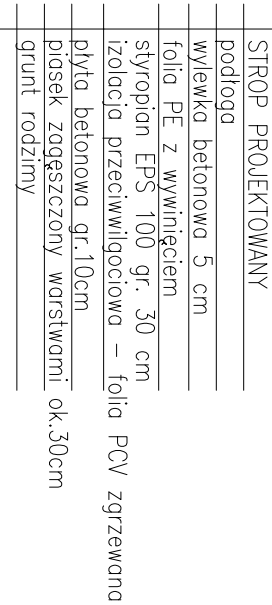 STROP PROJEKTOWANY
podłoga
wylewka betonowa 5 cm
folia PE z wywinięciem
styropian EPS 100 gr. 30 cm
izolacja przeciwwilgociowa – folia PCV zgrzewana
płyta betonowa gr.10cm
piasek zagęszczony warstwami ok.30cm
grunt rodzimy